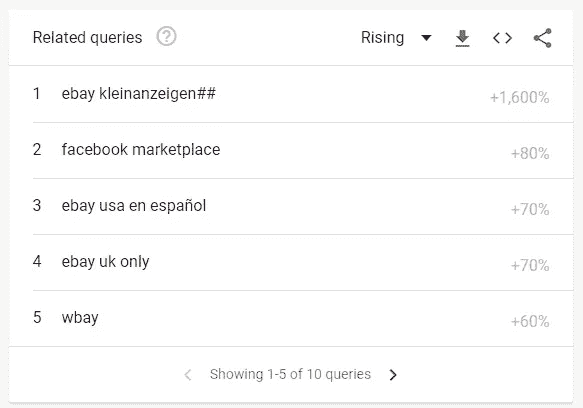 Related queries
Rising
1 ebay kleinanzeigen## +1,600%
2 facebook marketplace +80%
3 ebay usa en español +70%
4 ebay uk only +70%
5 wbay +60%
Showing 1-5 of 10 queries